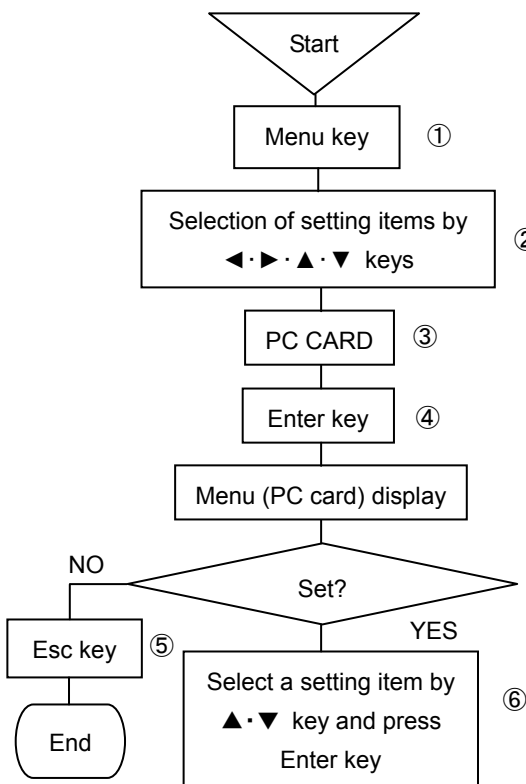 Start
Menu key ①
Selection of setting items by
◄・►・▲・▼ keys ②
PC CARD ③
Enter key ④
Menu (PC card) display
Set?
NO
YES
Esc key ⑤
End
Select a setting item by
▲・▼ key and press ⑥
Enter key